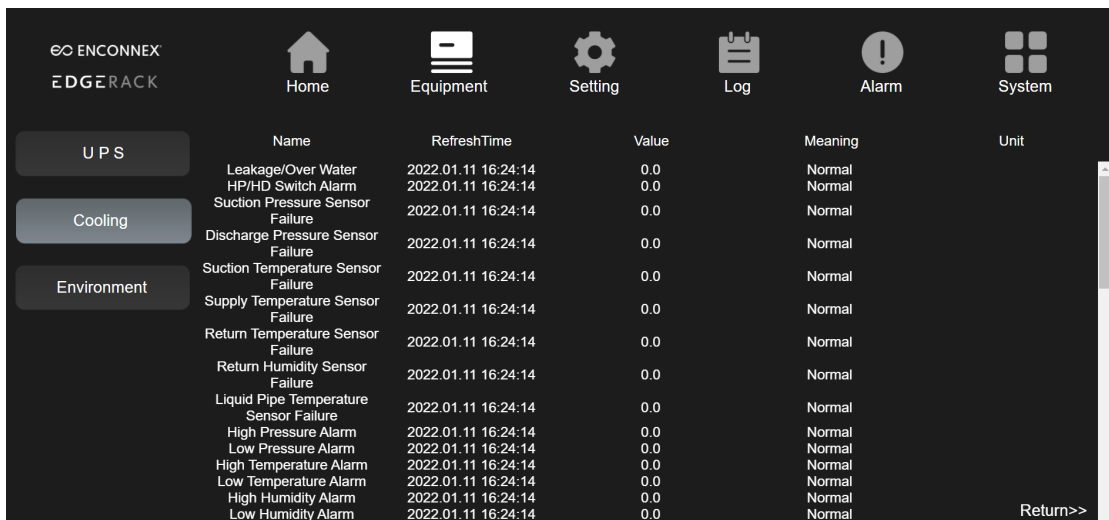 ENCONNEX
EDGERACK
Home
Equipment
Setting
Log
Alarm
System
UPS
Cooling
Environment
Name RefreshTime Value Meaning Unit
Leakage/Over Water 2022.01.11 16:24:14 0.0 Normal
HP/HD Switch Alarm 2022.01.11 16:24:14 0.0 Normal
Suction Pressure Sensor
Failure 2022.01.11 16:24:14 0.0 Normal
Discharge Pressure Sensor
Failure 2022.01.11 16:24:14 0.0 Normal
Suction Temperature Sensor
Failure 2022.01.11 16:24:14 0.0 Normal
Supply Temperature Sensor
Failure 2022.01.11 16:24:14 0.0 Normal
Return Temperature Sensor
Failure 2022.01.11 16:24:14 0.0 Normal
Return Humidity Sensor
Failure 2022.01.11 16:24:14 0.0 Normal
Liquid Pipe Temperature
Sensor Failure 2022.01.11 16:24:14 0.0 Normal
High Pressure Alarm 2022.01.11 16:24:14 0.0 Normal
Low Pressure Alarm 2022.01.11 16:24:14 0.0 Normal
High Temperature Alarm 2022.01.11 16:24:14 0.0 Normal
Low Temperature Alarm 2022.01.11 16:24:14 0.0 Normal
High Humidity Alarm 2022.01.11 16:24:14 0.0 Normal
Low Humidity Alarm 2022.01.11 16:24:14 0.0 Normal
Return>>